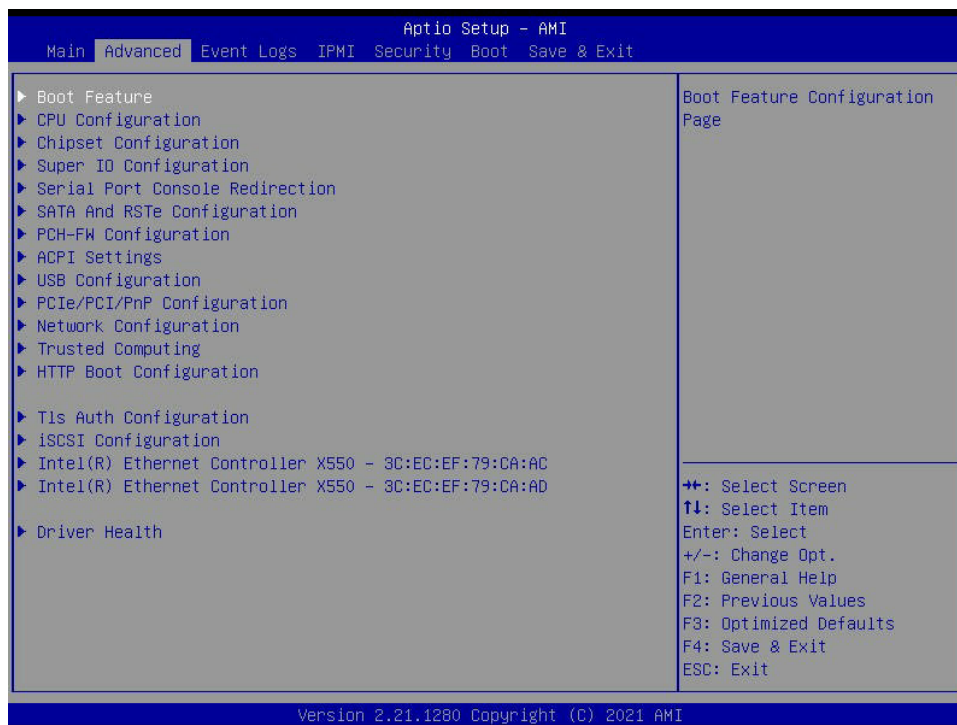 Aptio Setup – AMI
Main Advanced Event Logs IPMI Security Boot Save & Exit
▶ Boot Feature
▶ CPU Configuration
▶ Chipset Configuration
▶ Super IO Configuration
▶ Serial Port Console Redirection
▶ SATA And RSTe Configuration
▶ PCH-FW Configuration
▶ ACPI Settings
▶ USB Configuration
▶ PCIe/PCI/PnP Configuration
▶ Network Configuration
▶ Trusted Computing
▶ HTTP Boot Configuration
▶ Tls Auth Configuration
▶ iSCSI Configuration
▶ Intel(R) Ethernet Controller X550 – 3C:EC:EF:79:CA:AC
▶ Intel(R) Ethernet Controller X550 – 3C:EC:EF:79:CA:AD
▶ Driver Health
Boot Feature Configuration
Page
→←: Select Screen
↑↓: Select Item
Enter: Select
+/-: Change Opt.
F1: General Help
F2: Previous Values
F3: Optimized Defaults
F4: Save & Exit
ESC: Exit
Version 2.21.1280 Copyright (C) 2021 AMI